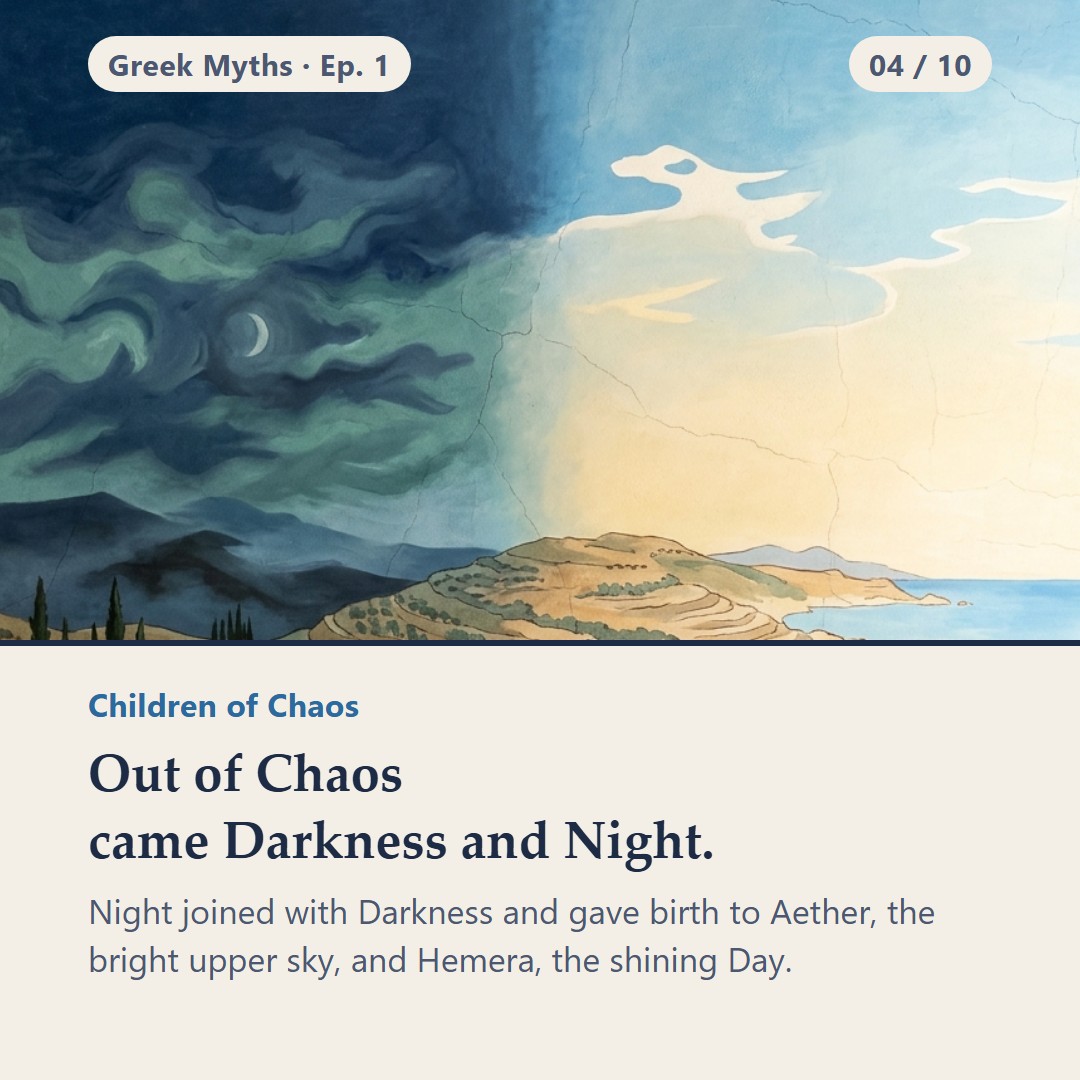 Greek Myths · Ep. 1
04 / 10
Children of Chaos
Out of Chaos
came Darkness and Night.
Night joined with Darkness and gave birth to Aether, the
bright upper sky, and Hemera, the shining Day.